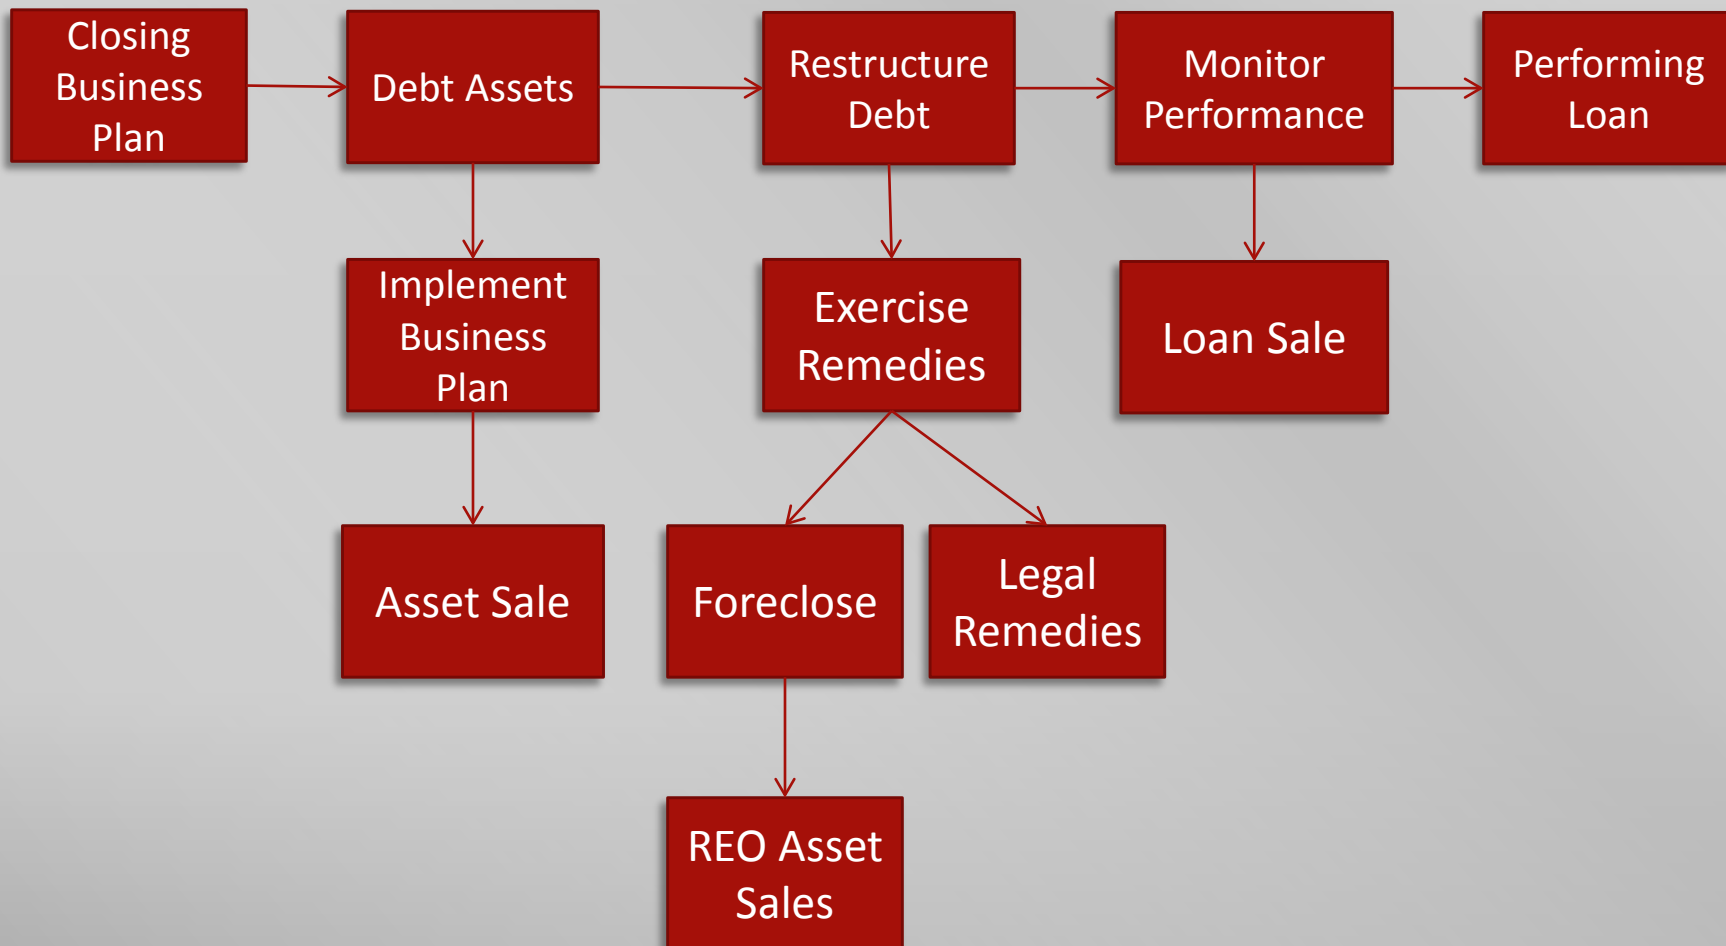 Closing
Business
Plan
Debt Assets
Restructure
Debt
Monitor
Performance
Performing
Loan
Implement
Business
Plan
Exercise
Remedies
Loan Sale
Asset Sale
Foreclose
Legal
Remedies
REO Asset
Sales